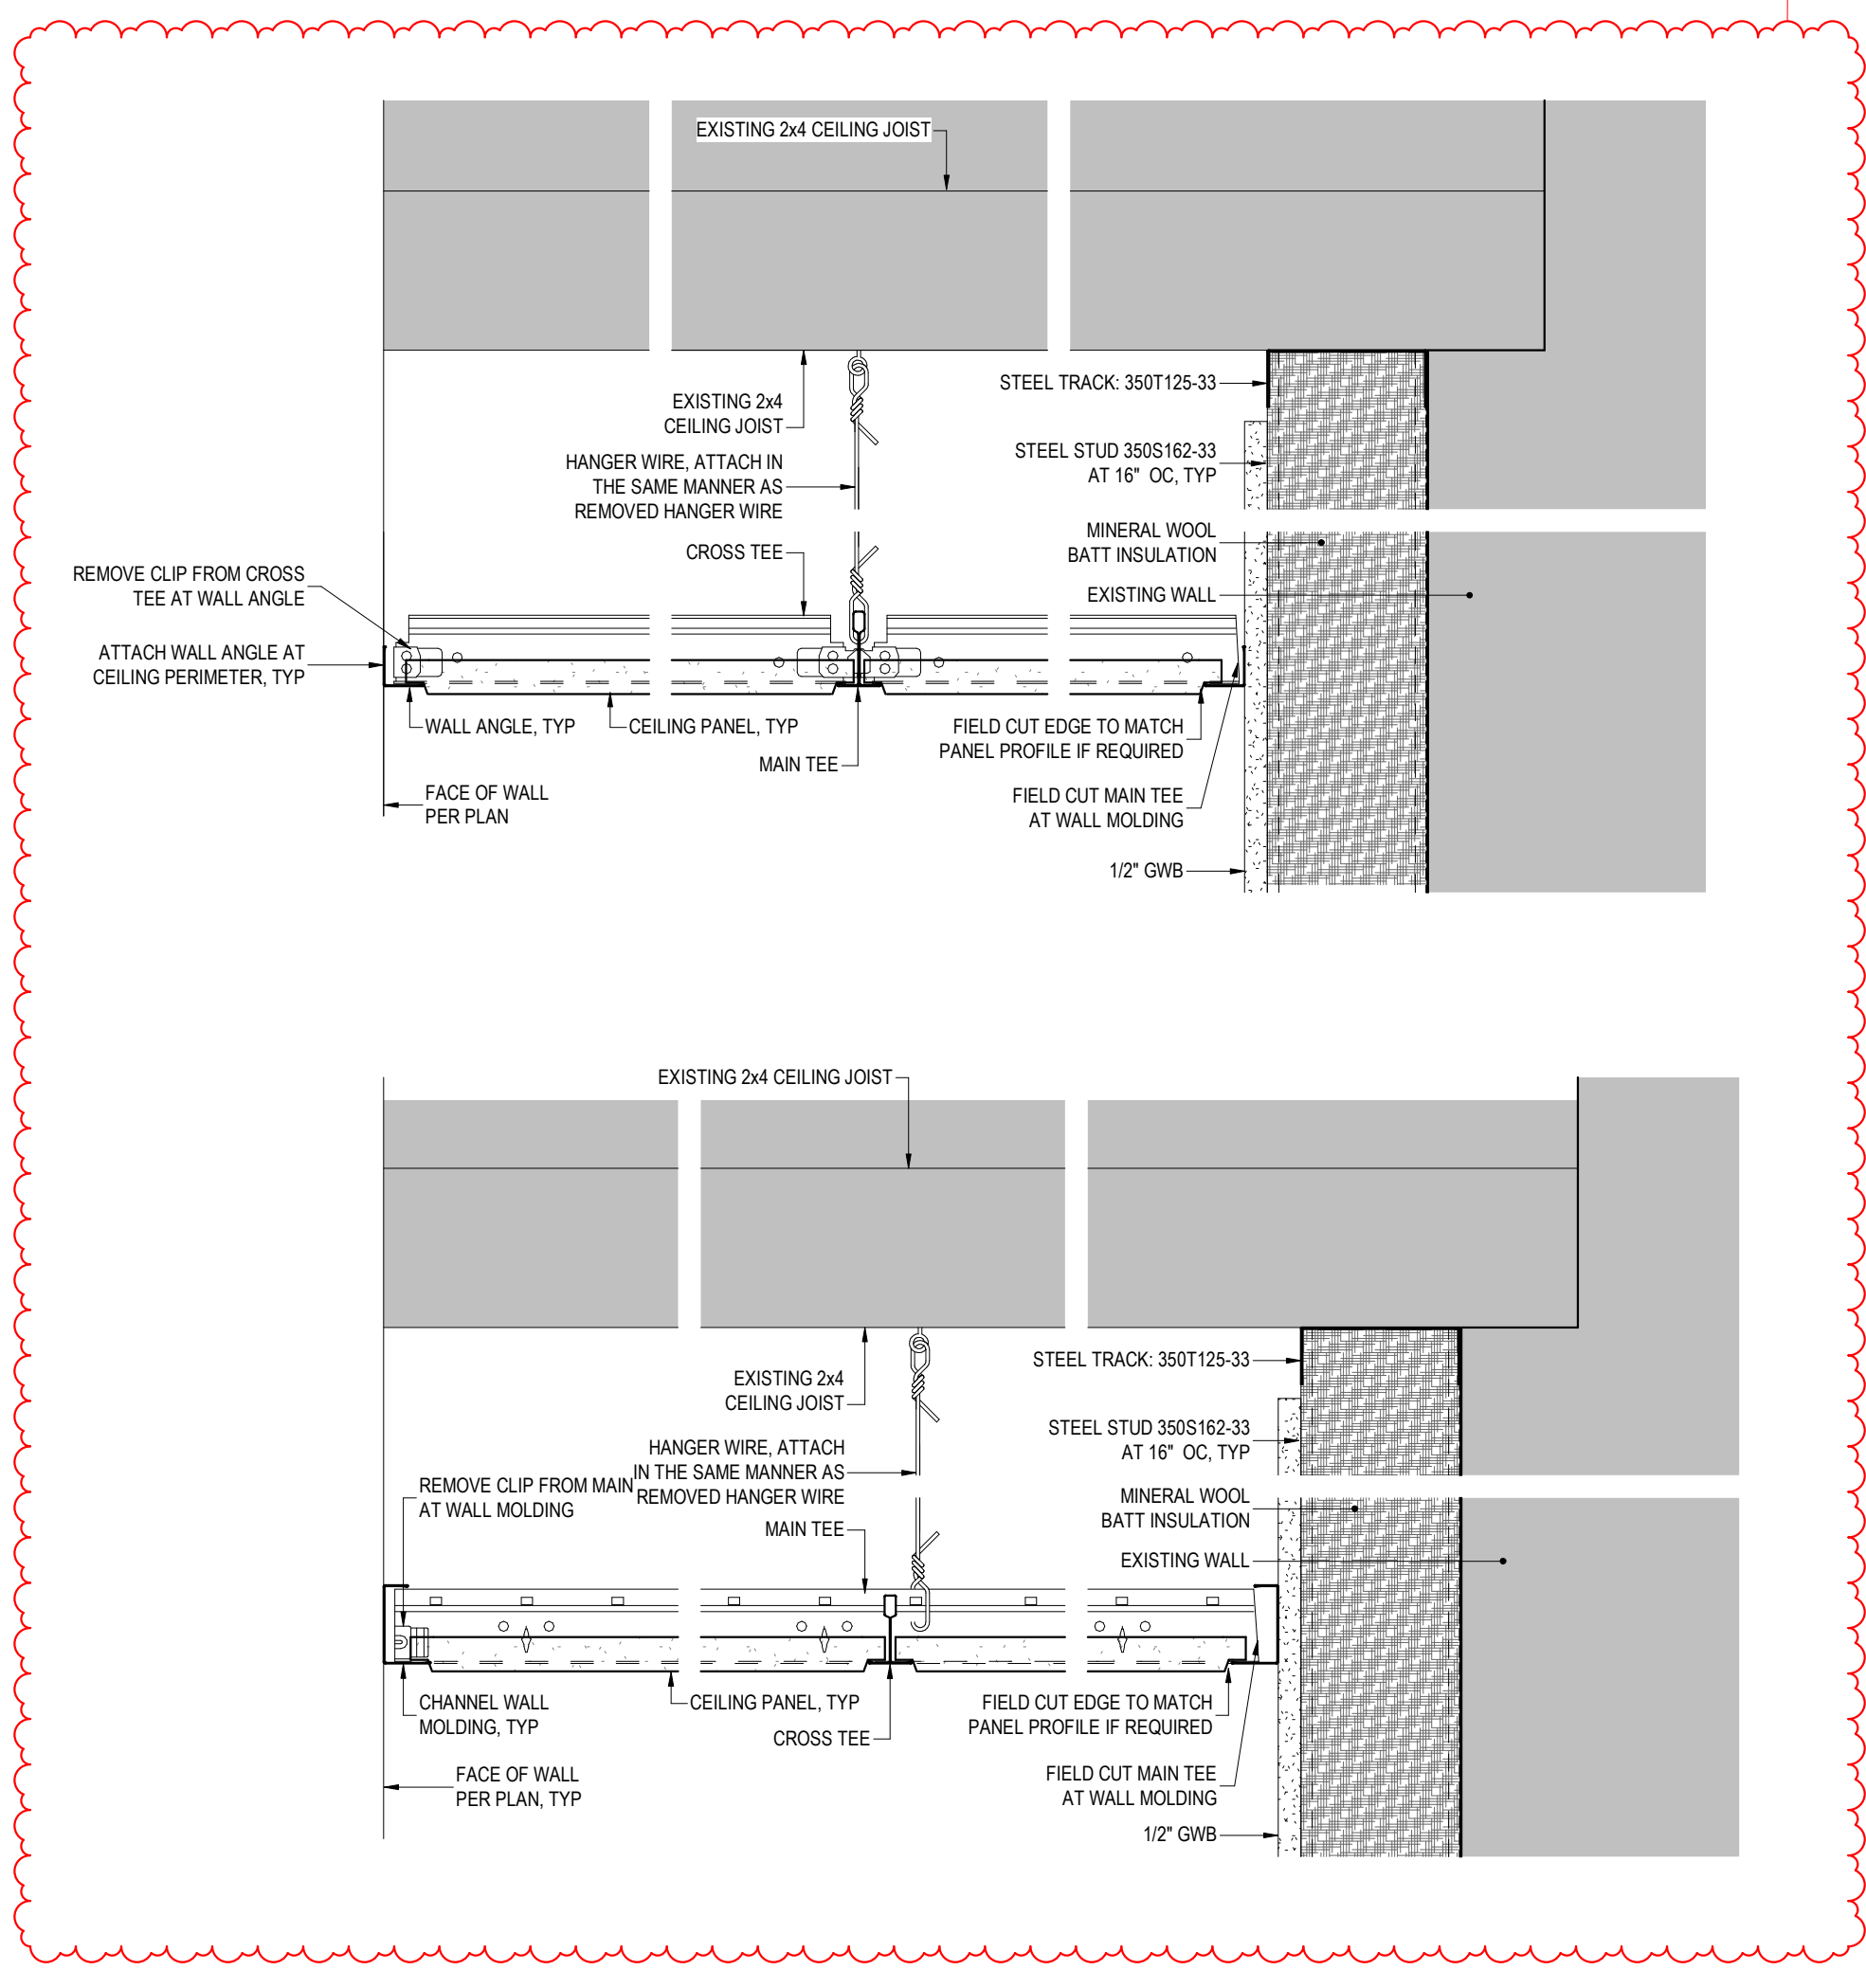 EXISTING 2x4 CEILING JOIST
STEEL TRACK: 350T125-33
EXISTING 2x4
CEILING JOIST
STEEL STUD 350S162-33
AT 16" OC, TYP
HANGER WIRE, ATTACH IN
THE SAME MANNER AS
REMOVED HANGER WIRE
MINERAL WOOL
BATT INSULATION
CROSS TEE
REMOVE CLIP FROM CROSS
TEE AT WALL ANGLE
EXISTING WALL
ATTACH WALL ANGLE AT
CEILING PERIMETER, TYP
WALL ANGLE, TYP
CEILING PANEL, TYP
FIELD CUT EDGE TO MATCH
PANEL PROFILE IF REQUIRED
MAIN TEE
FACE OF WALL
PER PLAN
FIELD CUT MAIN TEE
AT WALL MOLDING
1/2" GWB
EXISTING 2x4 CEILING JOIST
STEEL TRACK: 350T125-33
EXISTING 2x4
CEILING JOIST
STEEL STUD 350S162-33
AT 16" OC, TYP
HANGER WIRE, ATTACH
IN THE SAME MANNER AS
REMOVED HANGER WIRE
REMOVE CLIP FROM MAIN
AT WALL MOLDING
MINERAL WOOL
BATT INSULATION
MAIN TEE
EXISTING WALL
CHANNEL WALL
MOLDING, TYP
CEILING PANEL, TYP
FIELD CUT EDGE TO MATCH
PANEL PROFILE IF REQUIRED
CROSS TEE
FACE OF WALL
PER PLAN, TYP
FIELD CUT MAIN TEE
AT WALL MOLDING
1/2" GWB